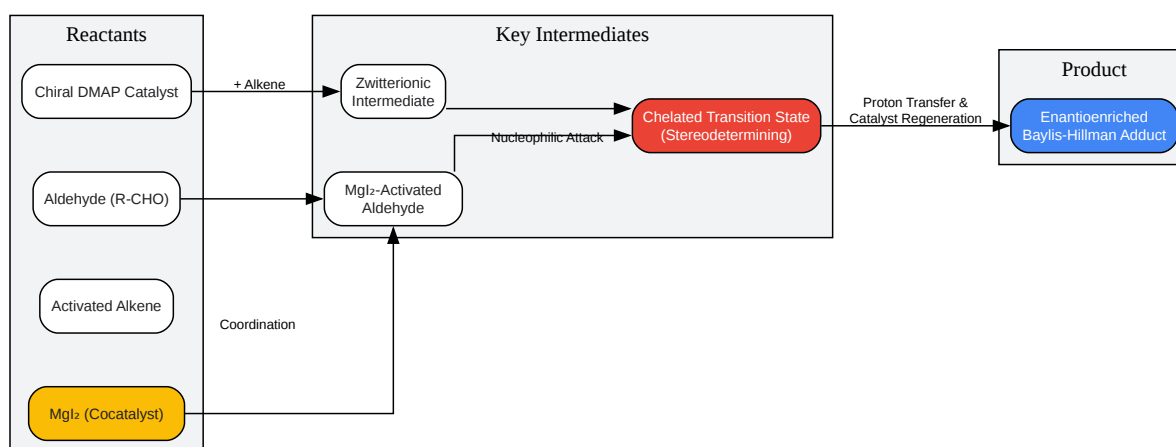 Reactants
Chiral DMAP Catalyst
Aldehyde (R-CHO)
Activated Alkene
MgI₂ (Cocatalyst)
+ Alkene
Coordination
Key Intermediates
Zwitterionic
Intermediate
MgI₂-Activated
Aldehyde
Nucleophilic Attack
Chelated Transition State
(Stereodetermining)
Proton Transfer &
Catalyst Regeneration
Product
Enantioenriched
Baylis-Hillman Adduct